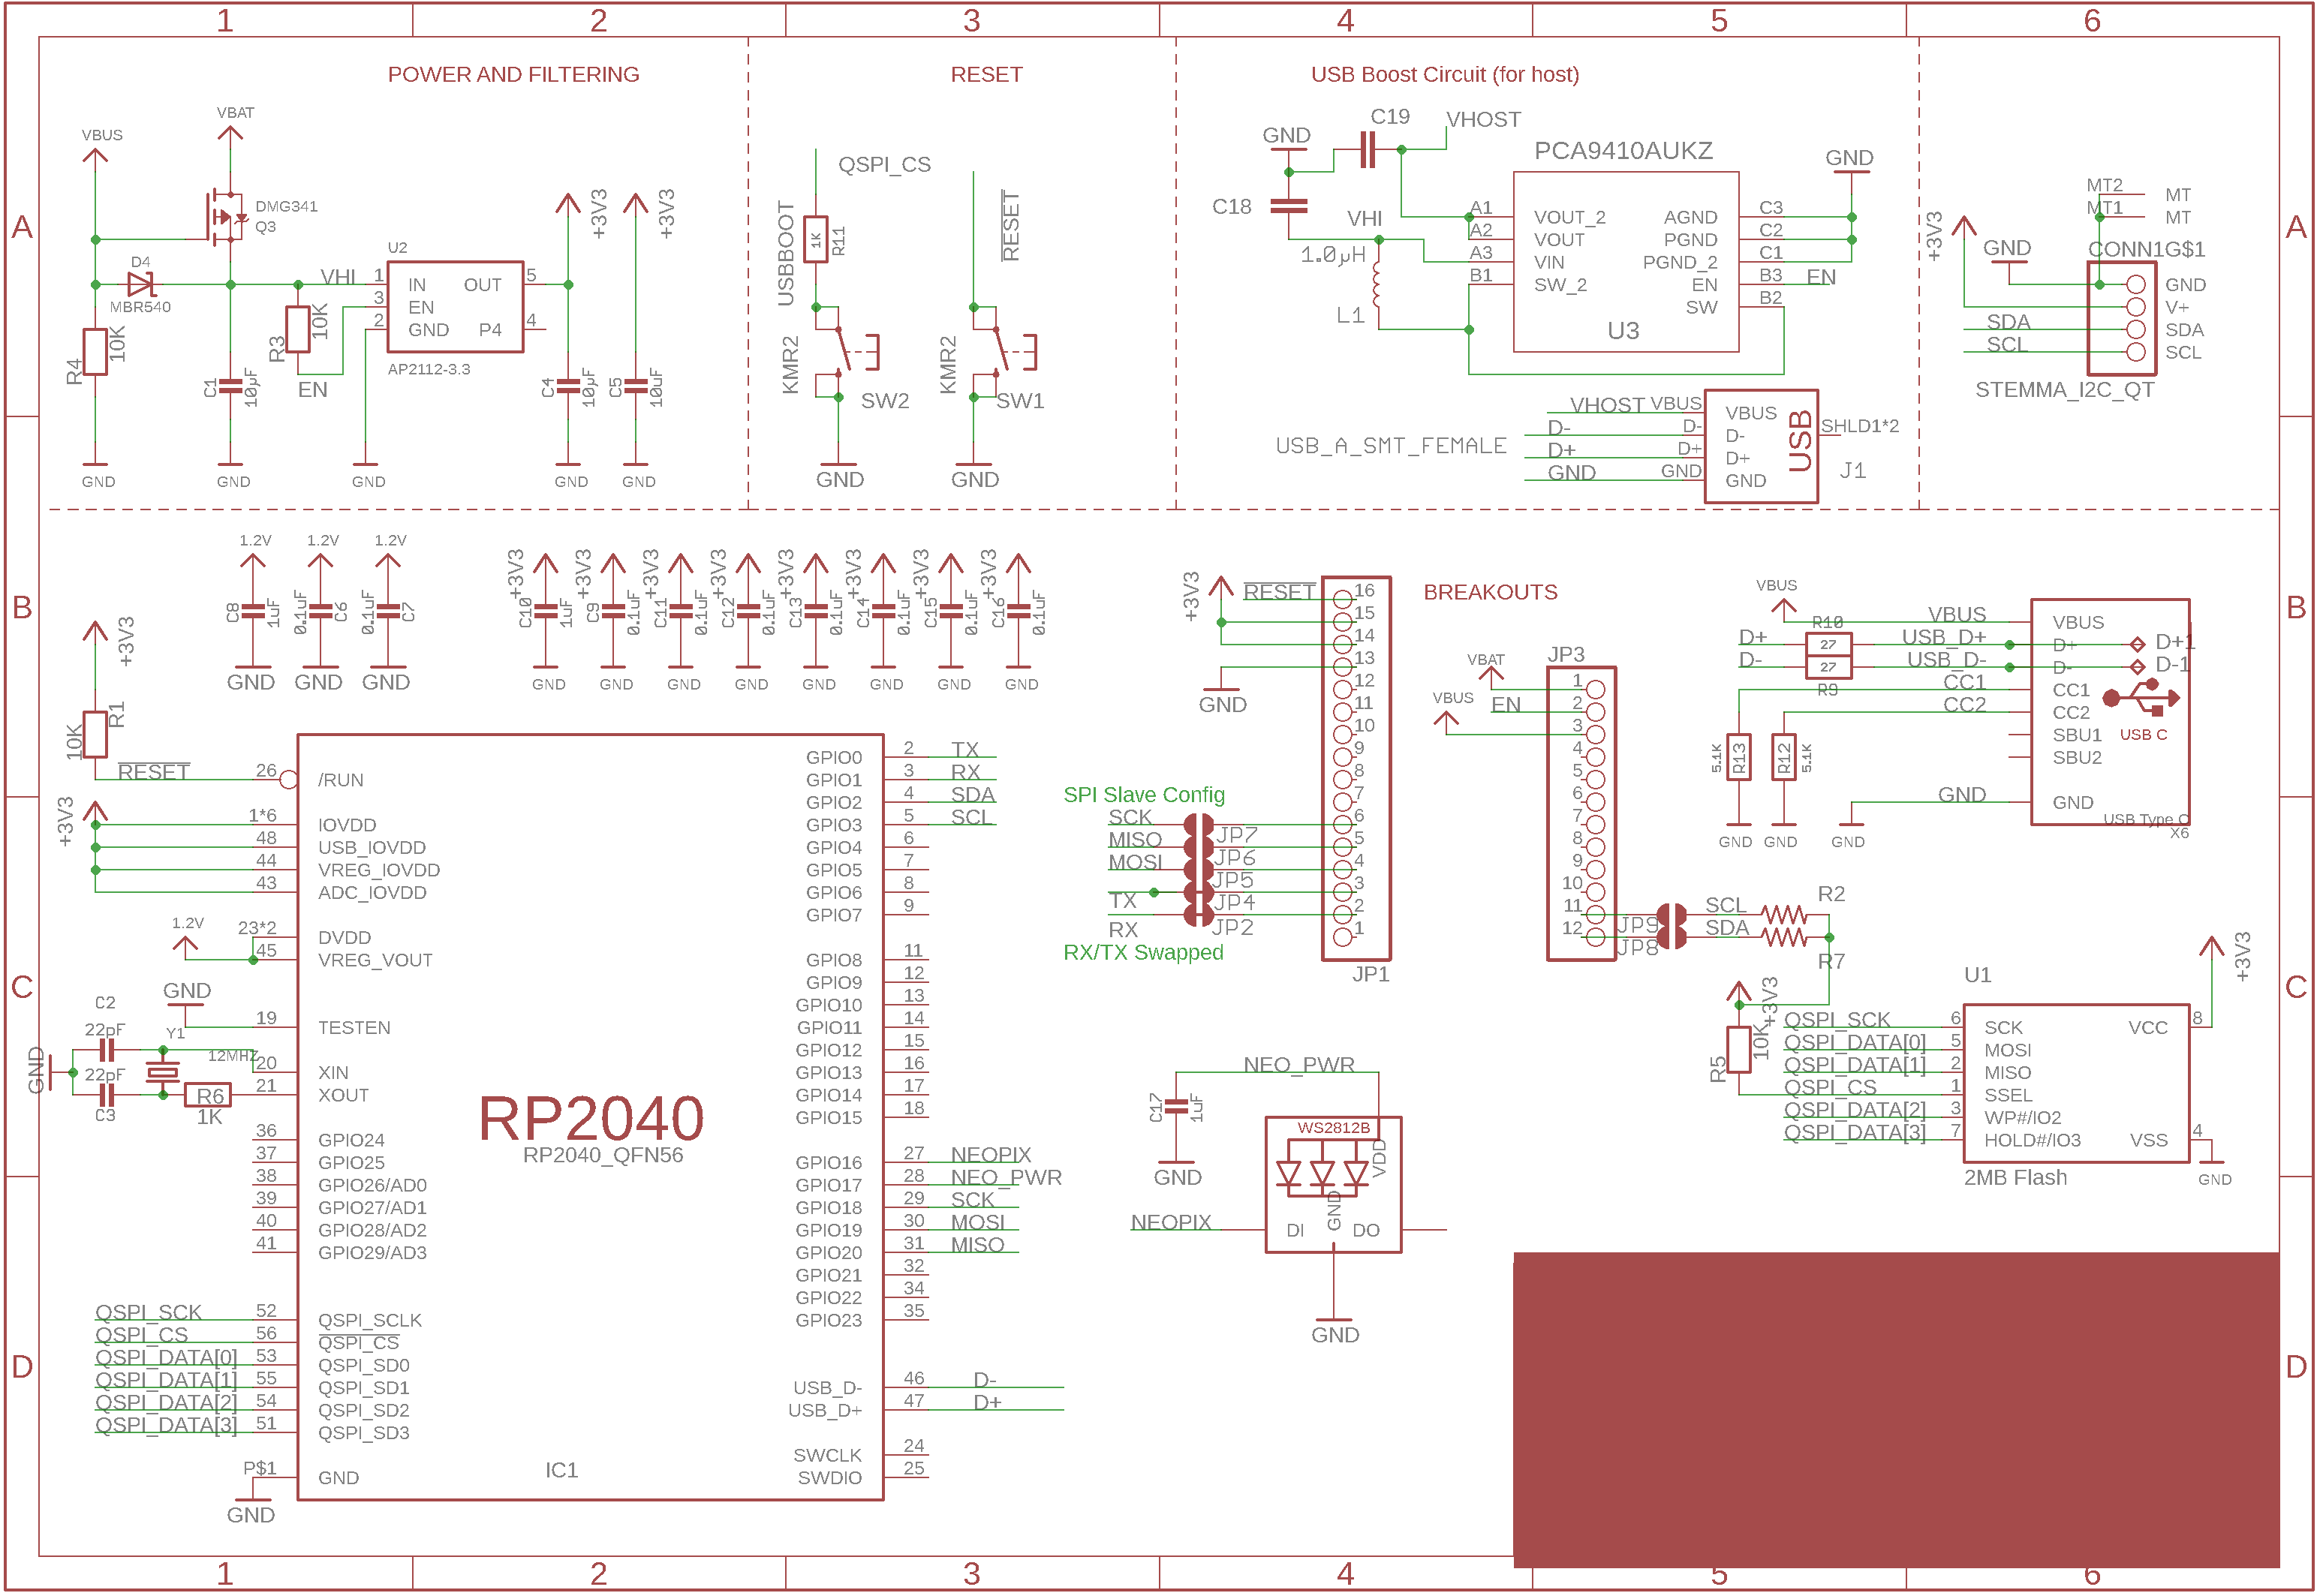 1 2 3 4 5 6
A
B
C
D
A
B
C
D
1 2 3 4 5 6
POWER AND FILTERING
VBUS
VBAT
DMG341
Q3
D4
MBR540
R4
10K
C1
10µF
R3
10K
VHI
EN
U2
1 IN
3 EN
2 GND
OUT 5
P4 4
AP2112-3.3
+3V3
+3V3
C4
10µF
C5
10uF
GND
GND
GND
GND
GND
RESET
QSPI_CS
USBBOOT
1K
R11
KMR2
SW2
GND
RESET
KMR2
SW1
GND
USB Boost Circuit (for host)
GND
C19
VHOST
C18
VHI
1.0µH
L1
PCA9410AUKZ
A1 VOUT_2
A2 VOUT
A3 VIN
B1 SW_2
AGND C3
PGND C2
PGND_2 C1
EN B3 EN
SW B2
U3
GND
USB_A_SMT_FEMALE
VHOST VBUS VBUS
D- D- D-
D+ D+ D+
GND GND GND
USB
SHLD1*2
J1
MT2 MT
MT1 MT
+3V3
GND
CONN1G$1
GND
V+
SDA SDA
SCL SCL
STEMMA_I2C_QT
1.2V
C8
1uF
GND
1.2V
0.1uF
C6
GND
1.2V
0.1uF
C7
GND
+3V3
C10
1uF
GND
+3V3
C9
0.1uF
GND
+3V3
C11
0.1uF
GND
+3V3
C12
0.1uF
GND
+3V3
C13
0.1uF
GND
+3V3
C14
0.1uF
GND
+3V3
C15
0.1uF
GND
+3V3
C16
0.1uF
GND
+3V3
10K
R1
RESET 26 /RUN
+3V3
1*6 IOVDD
48 USB_IOVDD
44 VREG_IOVDD
43 ADC_IOVDD
1.2V
23*2 DVDD
45 VREG_VOUT
GND
19 TESTEN
C2
22pF
Y1
12MHZ
GND
22pF
C3
R6
1K
20 XIN
21 XOUT
36 GPIO24
37 GPIO25
38 GPIO26/AD0
39 GPIO27/AD1
40 GPIO28/AD2
41 GPIO29/AD3
QSPI_SCK 52 QSPI_SCLK
QSPI_CS 56 QSPI_CS
QSPI_DATA[0] 53 QSPI_SD0
QSPI_DATA[1] 55 QSPI_SD1
QSPI_DATA[2] 54 QSPI_SD2
QSPI_DATA[3] 51 QSPI_SD3
P$1 GND
GND
RP2040
RP2040_QFN56
IC1
GPIO0 2 TX
GPIO1 3 RX
GPIO2 4 SDA
GPIO3 5 SCL
GPIO4 6
GPIO5 7
GPIO6 8
GPIO7 9
GPIO8 11
GPIO9 12
GPIO10 13
GPIO11 14
GPIO12 15
GPIO13 16
GPIO14 17
GPIO15 18
GPIO16 27 NEOPIX
GPIO17 28 NEO_PWR
GPIO18 29 SCK
GPIO19 30 MOSI
GPIO20 31 MISO
GPIO21 32
GPIO22 34
GPIO23 35
USB_D- 46 D-
USB_D+ 47 D+
SWCLK 24
SWDIO 25
BREAKOUTS
+3V3
RESET
GND
16
15
14
13
12
11
10
9
8
7
6
5
4
3
2
1
JP1
SPI Slave Config
SCK JP7
MISO JP6
MOSI JP5
TX JP4
RX JP2
RX/TX Swapped
JP3
VBAT
VBUS
EN
1
2
3
4
5
6
7
8
9
10
11
12
JP9
JP8
SCL
SDA
R2
R7
VBUS
R10
27
27
R9
D+
D-
VBUS
USB_D+
USB_D-
CC1
CC2
GND
VBUS
D+
D-
CC1
CC2
SBU1
SBU2
GND
D+1
D-1
USB C
USB Type C
X6
5.1K
R13
R12
5.1K
GND
GND
GND
+3V3
R5
10K
U1
+3V3
QSPI_SCK 6 SCK
QSPI_DATA[0] 5 MOSI
QSPI_DATA[1] 2 MISO
QSPI_CS 1 SSEL
QSPI_DATA[2] 3 WP#/IO2
QSPI_DATA[3] 7 HOLD#/IO3
VCC 8
VSS 4
GND
2MB Flash
NEO_PWR
C17
1uF
GND
WS2812B
VDD
GND
NEOPIX DI
DO
GND